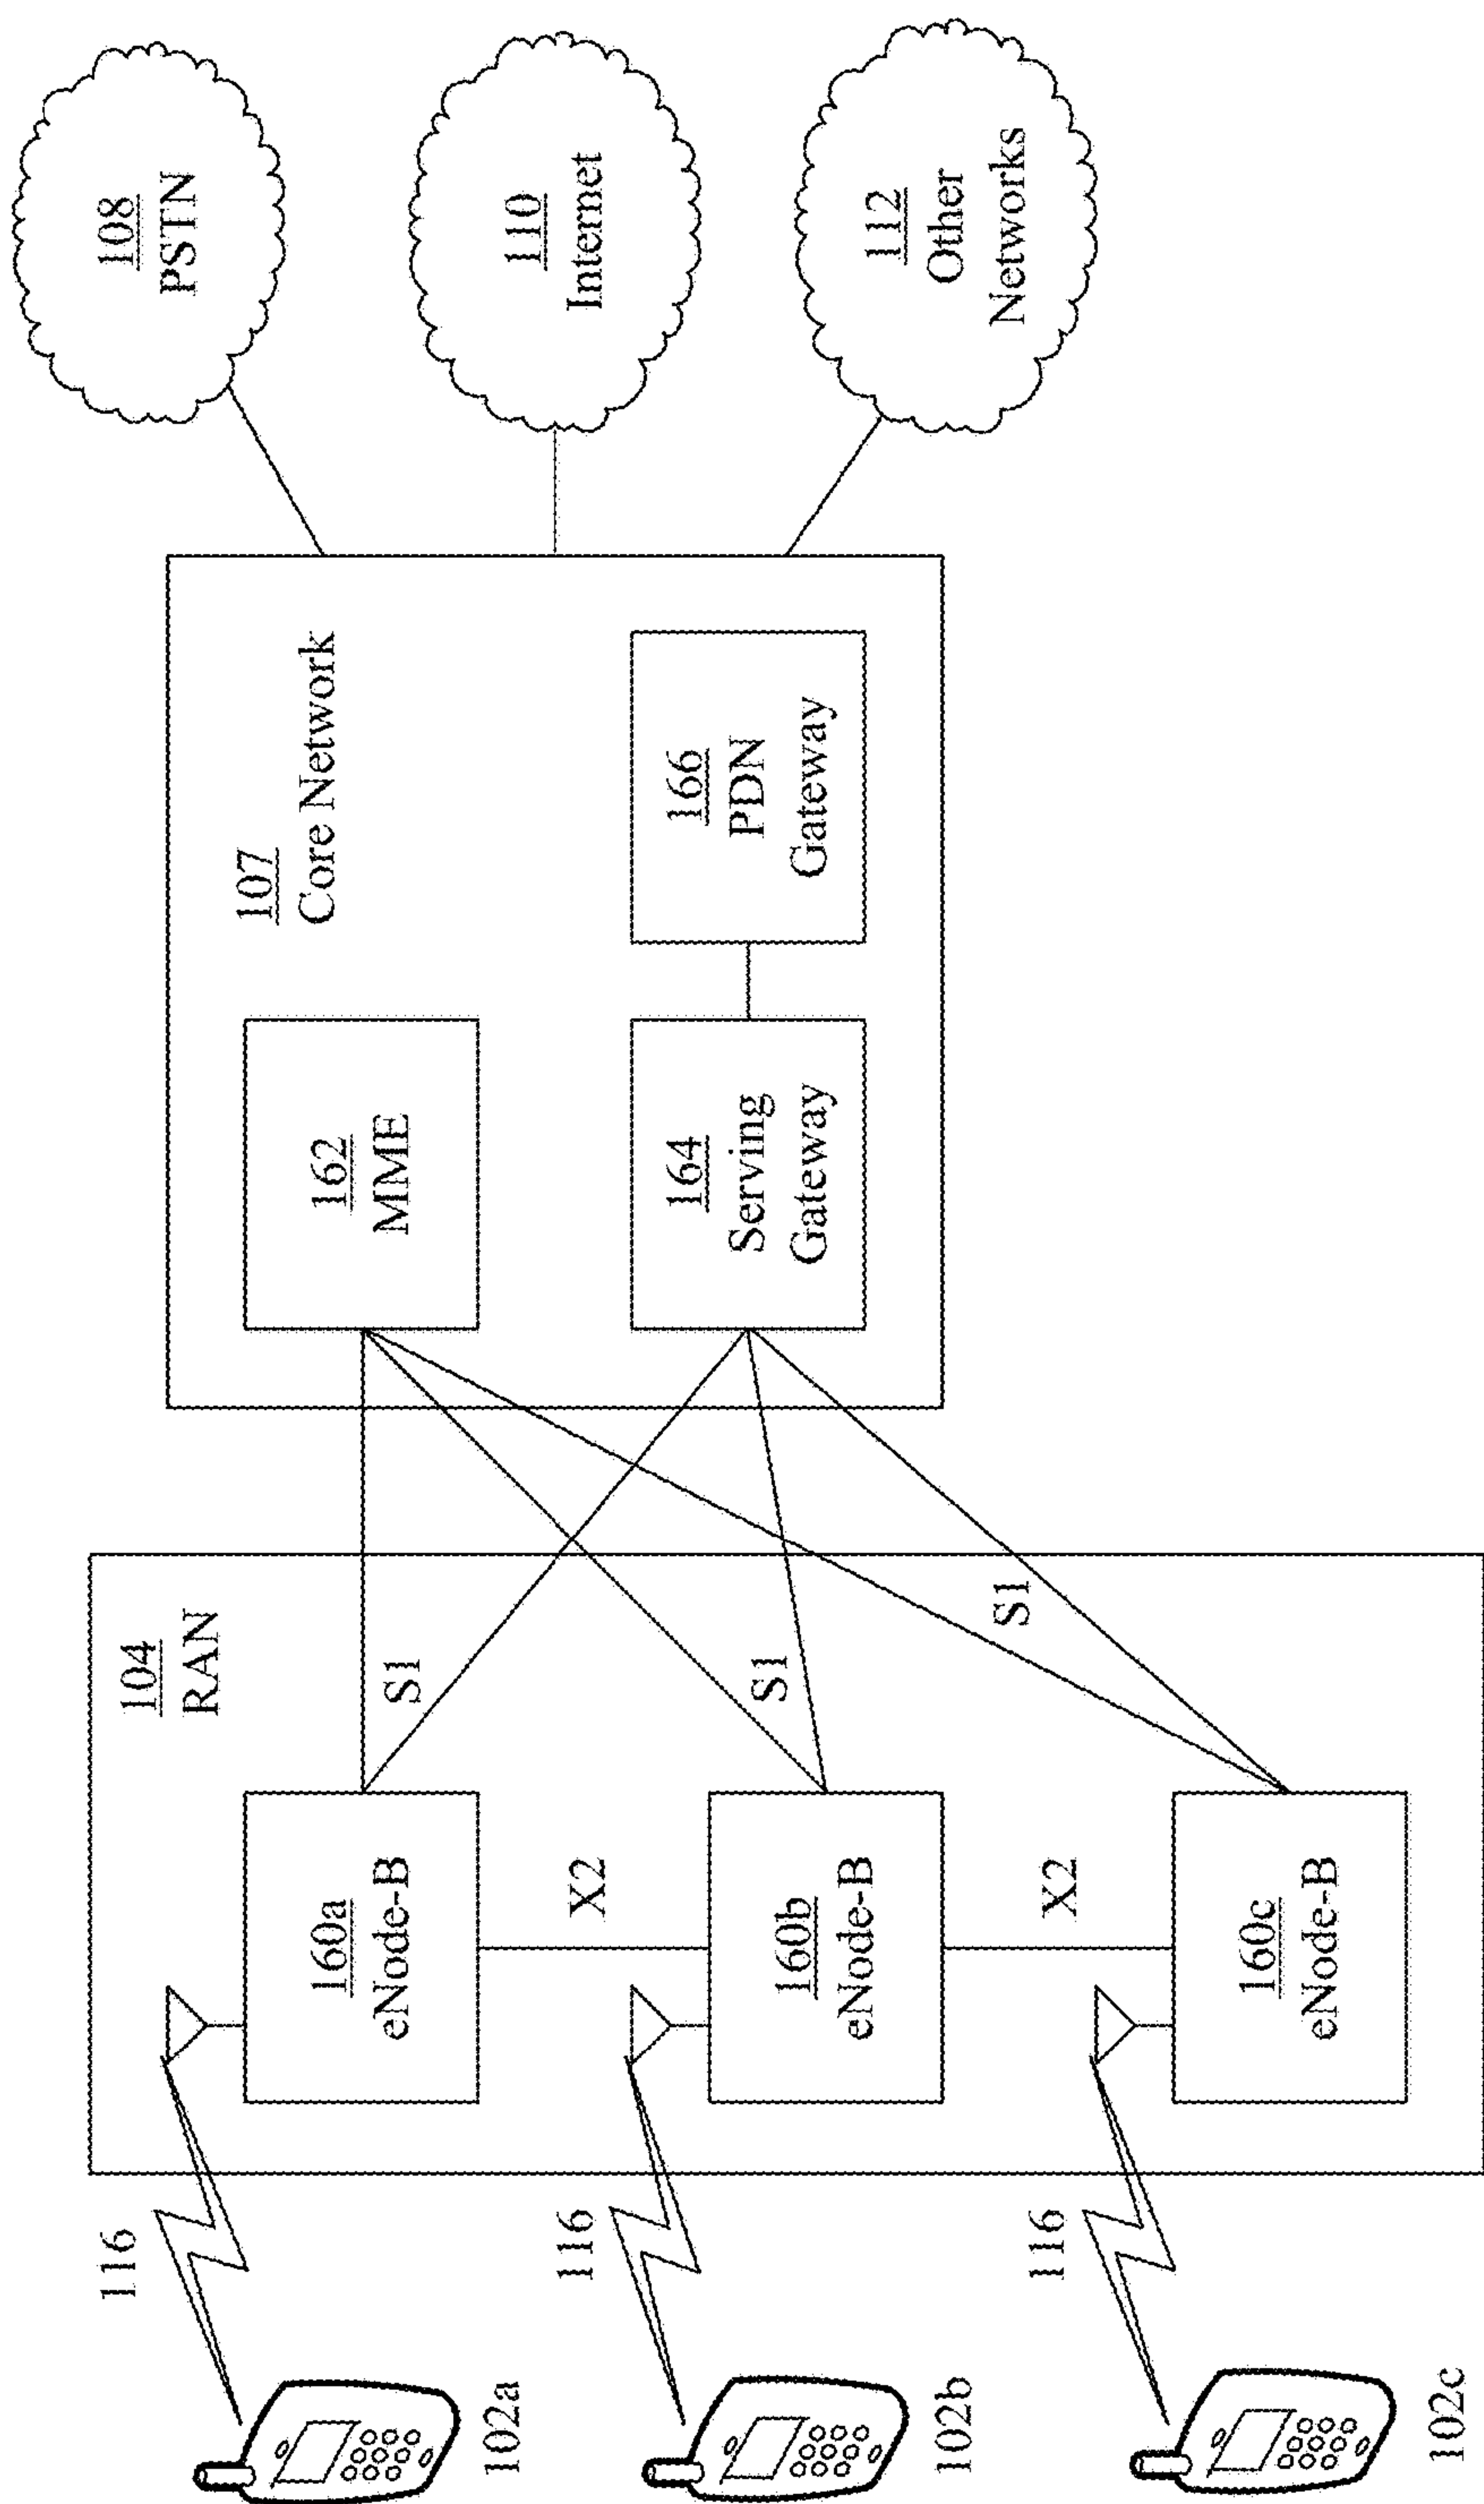 102a
116
104
RAN
160a
eNode-B
S1
X2
102b
116
160b
eNode-B
S1
X2
102c
116
160c
eNode-B
S1
107
Core Network
162
MME
164
Serving
Gateway
166
PDN
Gateway
108
PSTN
110
Internet
112
Other
Networks